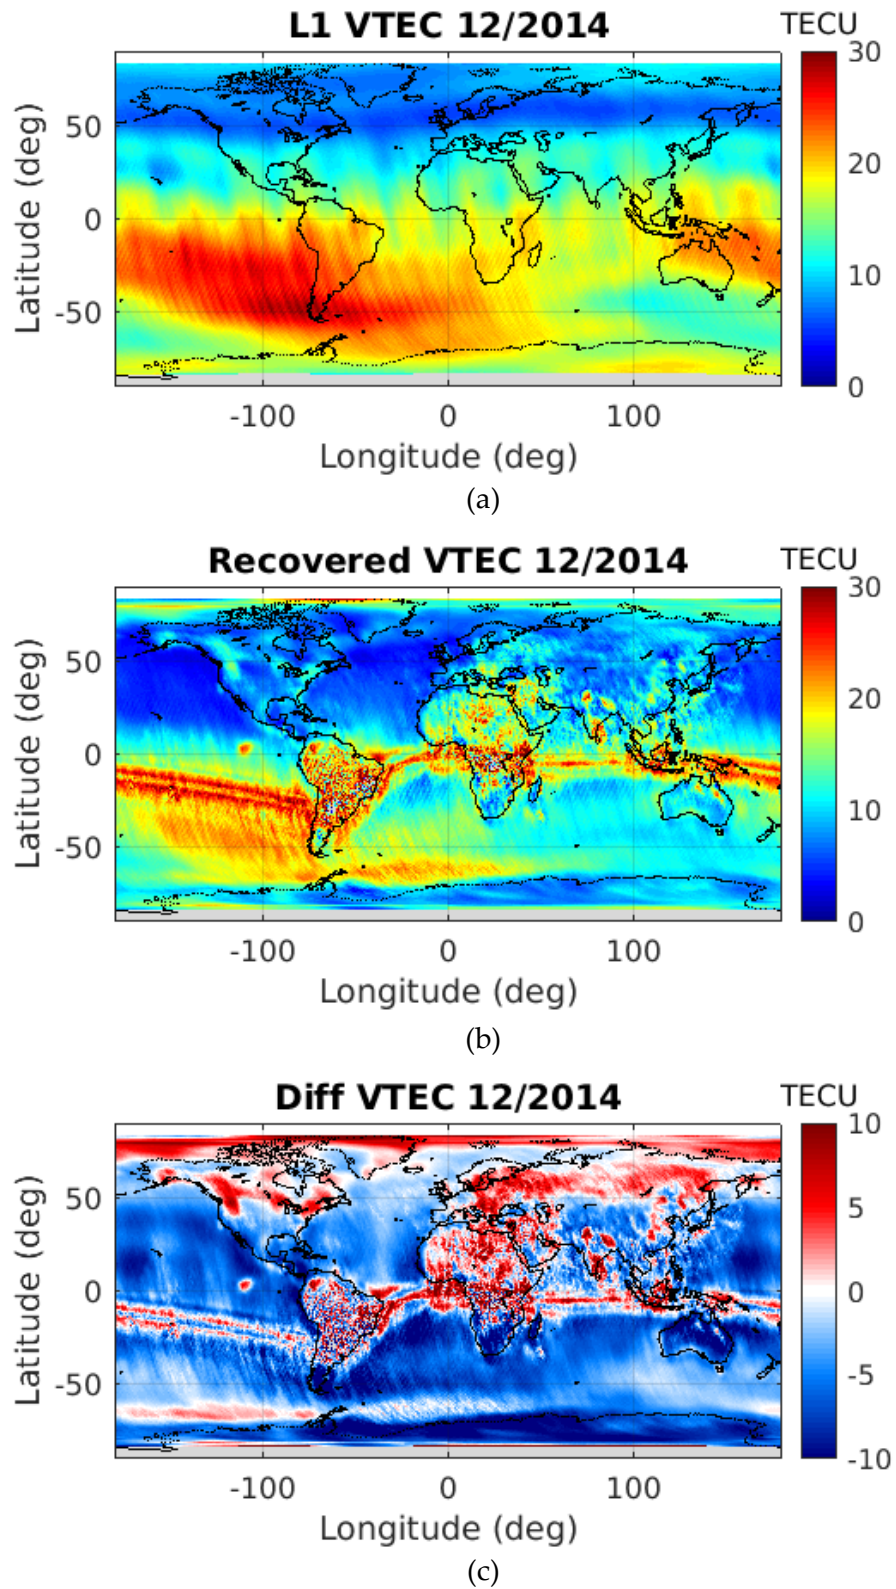 L1 VTEC 12/2014 TECU
30
20
10
0
50
0
-50
Latitude (deg)
-100 0 100
Longitude (deg)
(a)
Recovered VTEC 12/2014 TECU
30
20
10
0
50
0
-50
Latitude (deg)
-100 0 100
Longitude (deg)
(b)
Diff VTEC 12/2014 TECU
10
5
0
-5
-10
50
0
-50
Latitude (deg)
-100 0 100
Longitude (deg)
(c)